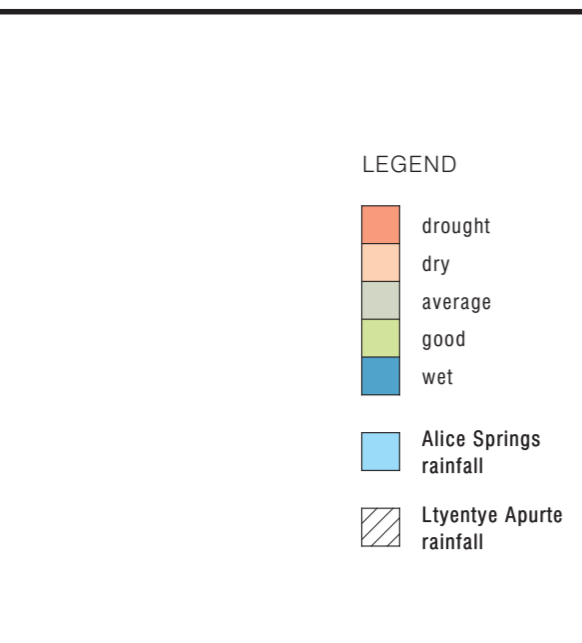 LEGEND
drought
dry
average
good
wet
Alice Springs
rainfall
Ltyentye Apurte
rainfall